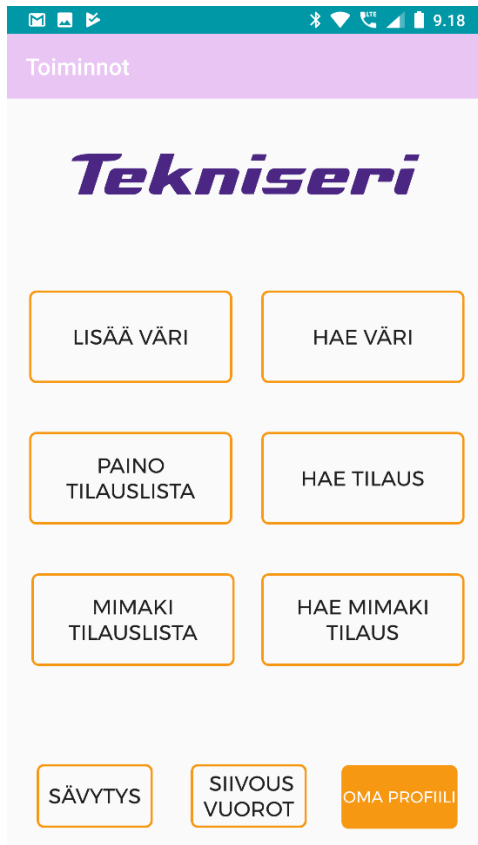 9.18
Toiminnot
Tekniseri
LISÄÄ VÄRI
HAE VÄRI
PAINO
TILAUSLISTA
HAE TILAUS
MIMAKI
TILAUSLISTA
HAE MIMAKI
TILAUS
SÄVYTYS
SIIVOUS
VUOROT
OMA PROFIILI